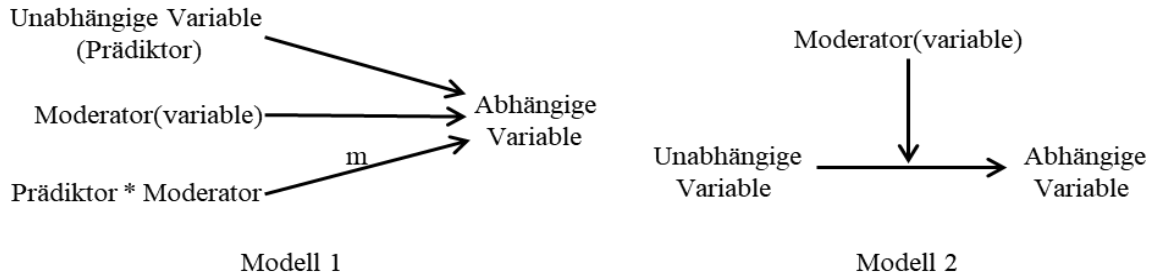 Unabhängige Variable
(Prädiktor)
Moderator(variable)
Prädiktor * Moderator
m
Abhängige
Variable
Modell 1
Moderator(variable)
Unabhängige
Variable
Abhängige
Variable
Modell 2